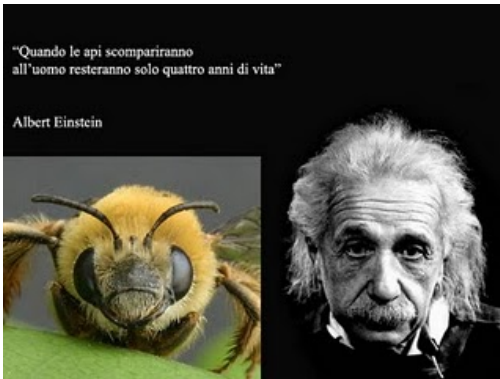 “Quando le api scompariranno
all’uomo resteranno solo quattro anni di vita”
Albert Einstein